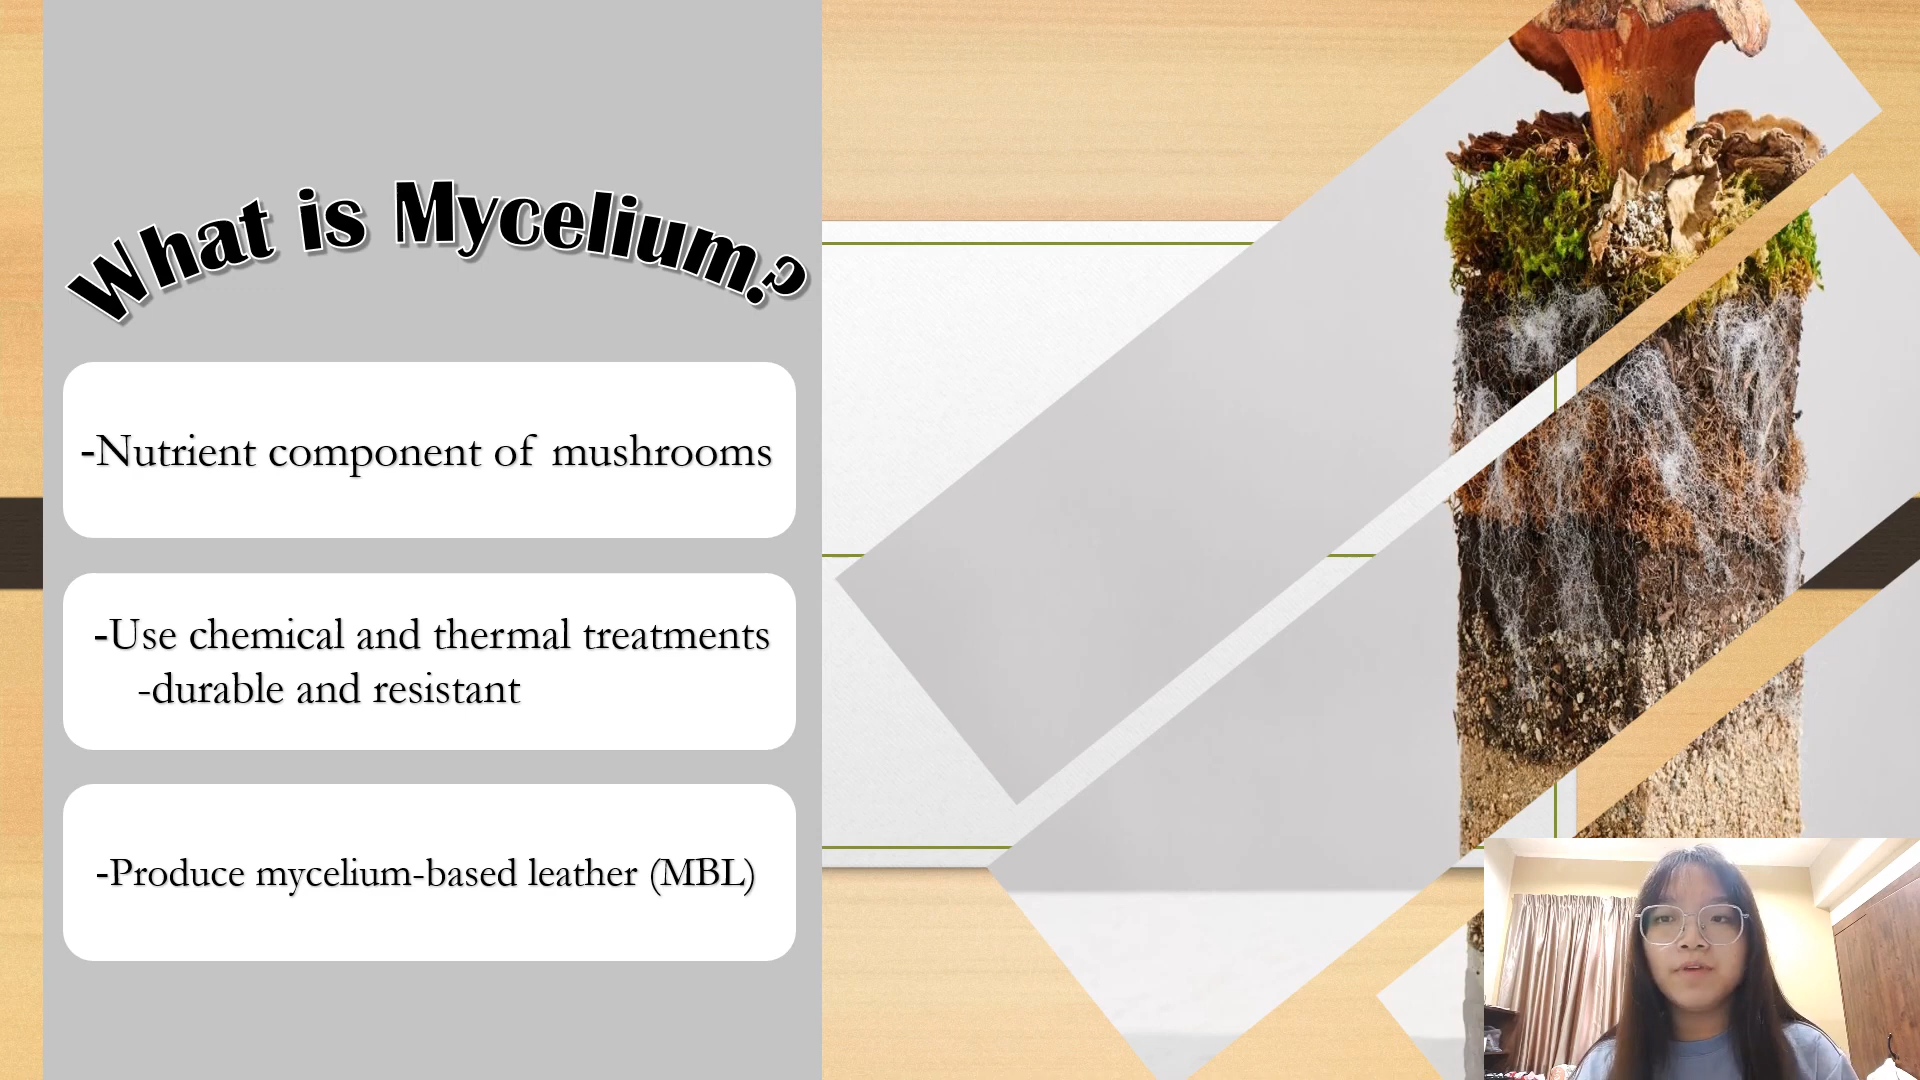 What is Mycelium?
-Nutrient component of mushrooms
-Use chemical and thermal treatments
-durable and resistant
-Produce mycelium-based leather (MBL)